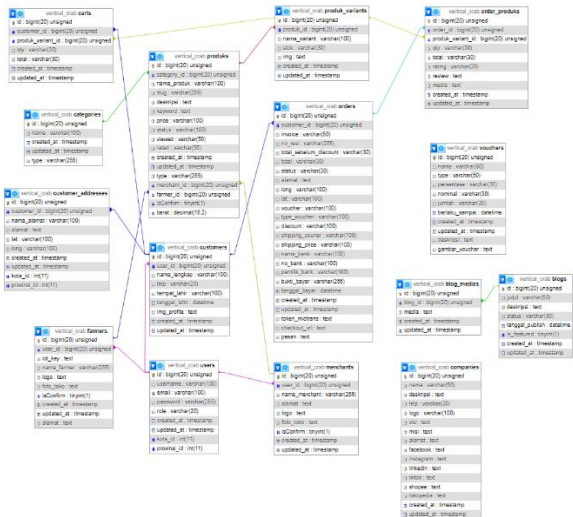 vertical_crab carts
id : bigint(20) unsigned
customer_id : bigint(20) unsigned
produk_variant_id : bigint(20) unsigned
qty : varchar(30)
total : varchar(30)
created_at : timestamp
updated_at : timestamp
vertical_crab produk_variants
id : bigint(20) unsigned
produk_id : bigint(20) unsigned
name_variant : varchar(100)
stok : varchar(30)
img : text
created_at : timestamp
updated_at : timestamp
vertical_crab order_produks
id : bigint(20) unsigned
order_id : bigint(20) unsigned
produk_variant_id : bigint(20) unsigned
qty : varchar(30)
total : varchar(30)
rating : varchar(30)
review : text
media : text
created_at : timestamp
updated_at : timestamp
vertical_crab produks
id : bigint(20) unsigned
category_id : bigint(20) unsigned
nama_produk : varchar(100)
slug : varchar(255)
deskripsi : text
keyword : text
price : varchar(100)
status : varchar(100)
viewed : varchar(50)
rated : varchar(50)
created_at : timestamp
updated_at : timestamp
type : varchar(255)
merchant_id : bigint(20) unsigned
farmer_id : bigint(20) unsigned
isConfirm : tinyint(1)
berat : decimal(18,2)
vertical_crab categories
id : bigint(20) unsigned
name : varchar(100)
created_at : timestamp
updated_at : timestamp
type : varchar(255)
vertical_crab orders
id : bigint(20) unsigned
customer_id : bigint(20) unsigned
invoice : varchar(50)
no_resi : varchar(100)
total_sebelum_discount : varchar(30)
total : varchar(30)
status : varchar(30)
alamat : text
long : varchar(100)
lat : varchar(100)
voucher : varchar(100)
type_voucher : varchar(100)
discount : varchar(100)
shipping_courier : varchar(100)
shipping_price : varchar(100)
name_bank : varchar(100)
no_bank : varchar(100)
pemilik_bank : varchar(100)
bukti_bayar : varchar(255)
tanggal_bayar : datetime
created_at : timestamp
updated_at : timestamp
token_midtrans : text
checkout_url : text
pesan : text
vertical_crab vouchers
id : bigint(20) unsigned
name : varchar(50)
type : varchar(50)
persentase : varchar(30)
nominal : varchar(30)
jumlah : varchar(30)
berlaku_sampai : datetime
created_at : timestamp
updated_at : timestamp
deskripsi : text
gambar_voucher : text
vertical_crab customer_addresses
id : bigint(20) unsigned
customer_id : bigint(20) unsigned
nama_alamat : varchar(100)
alamat : text
lat : varchar(100)
long : varchar(100)
created_at : timestamp
updated_at : timestamp
kota_id : int(11)
provinsi_id : int(11)
vertical_crab customers
id : bigint(20) unsigned
user_id : bigint(20) unsigned
nama_lengkap : varchar(100)
telp : varchar(20)
tempat_lahir : varchar(100)
tanggal_lahir : datetime
img_profile : text
created_at : timestamp
updated_at : timestamp
vertical_crab blog_medias
id : bigint(20) unsigned
blog_id : bigint(20) unsigned
media : text
created_at : timestamp
updated_at : timestamp
vertical_crab blogs
id : bigint(20) unsigned
judul : varchar(50)
deskripsi : text
status : varchar(30)
tanggal_publish : datetime
is_featured : tinyint(1)
created_at : timestamp
updated_at : timestamp
vertical_crab farmers
id : bigint(20) unsigned
user_id : bigint(20) unsigned
iot_key : text
nama_farmer : varchar(255)
logo : text
foto_toko : text
isConfirm : tinyint(1)
created_at : timestamp
updated_at : timestamp
alamat : text
vertical_crab users
id : bigint(20) unsigned
username : varchar(100)
email : varchar(100)
password : varchar(255)
role : varchar(20)
created_at : timestamp
updated_at : timestamp
kota_id : int(11)
provinsi_id : int(11)
vertical_crab merchants
id : bigint(20) unsigned
user_id : bigint(20) unsigned
name_merchant : varchar(255)
alamat : text
logo : text
foto_toko : text
isConfirm : tinyint(1)
created_at : timestamp
updated_at : timestamp
vertical_crab companies
id : bigint(20) unsigned
name : varchar(50)
deskripsi : text
telp : varchar(20)
logo : varchar(100)
visi : text
misi : text
alamat : text
facebook : text
instagram : text
linkedin : text
tiktok : text
shopee : text
tokopedia : text
created_at : timestamp
updated_at : timestamp